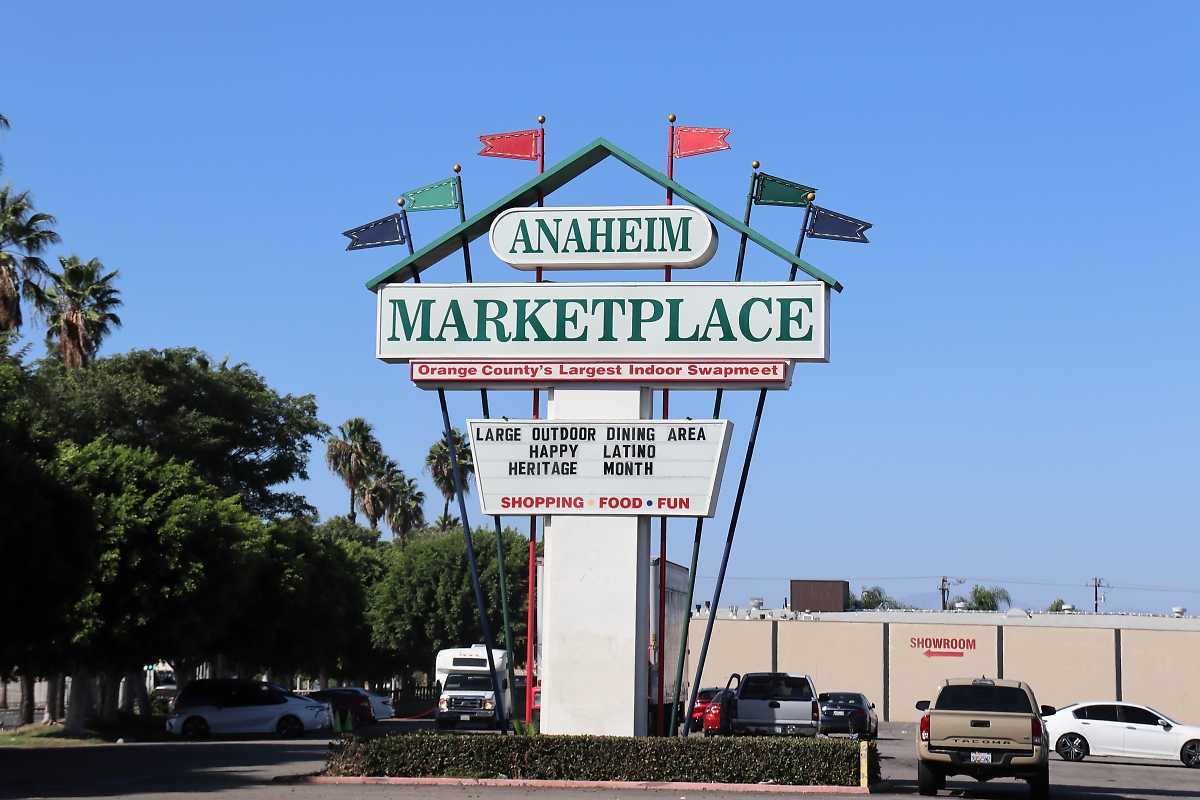 ANAHEIM
MARKETPLACE
Orange County's Largest Indoor Swapmeet
LARGE OUTDOOR DINING AREA
HAPPY LATINO
HERITAGE MONTH
SHOPPING • FOOD • FUN
SHOWROOM
TACOMA